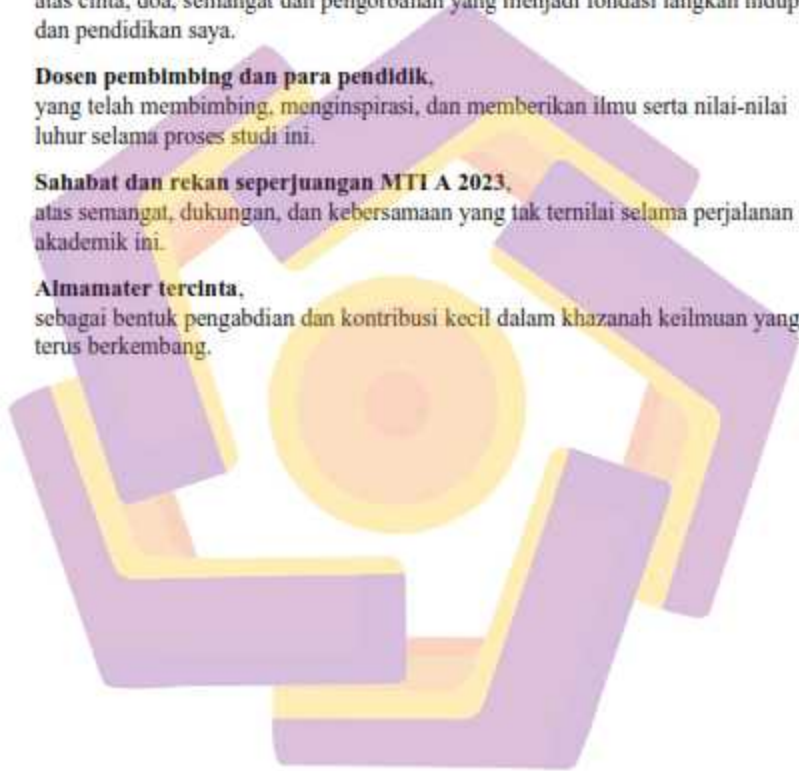 atas cinta, doa, semangat dan pengorbanan yang menjadi fondasi langkah hidup
dan pendidikan saya.
Dosen pembimbing dan para pendidik,
yang telah membimbing, menginspirasi, dan memberikan ilmu serta nilai-nilai
luhur selama proses studi ini.
Sahabat dan rekan seperjuangan MTI A 2023,
atas semangat, dukungan, dan kebersamaan yang tak ternilai selama perjalanan
akademik ini.
Almamater tercinta,
sebagai bentuk pengabdian dan kontribusi kecil dalam khazanah keilmuan yang
terus berkembang.